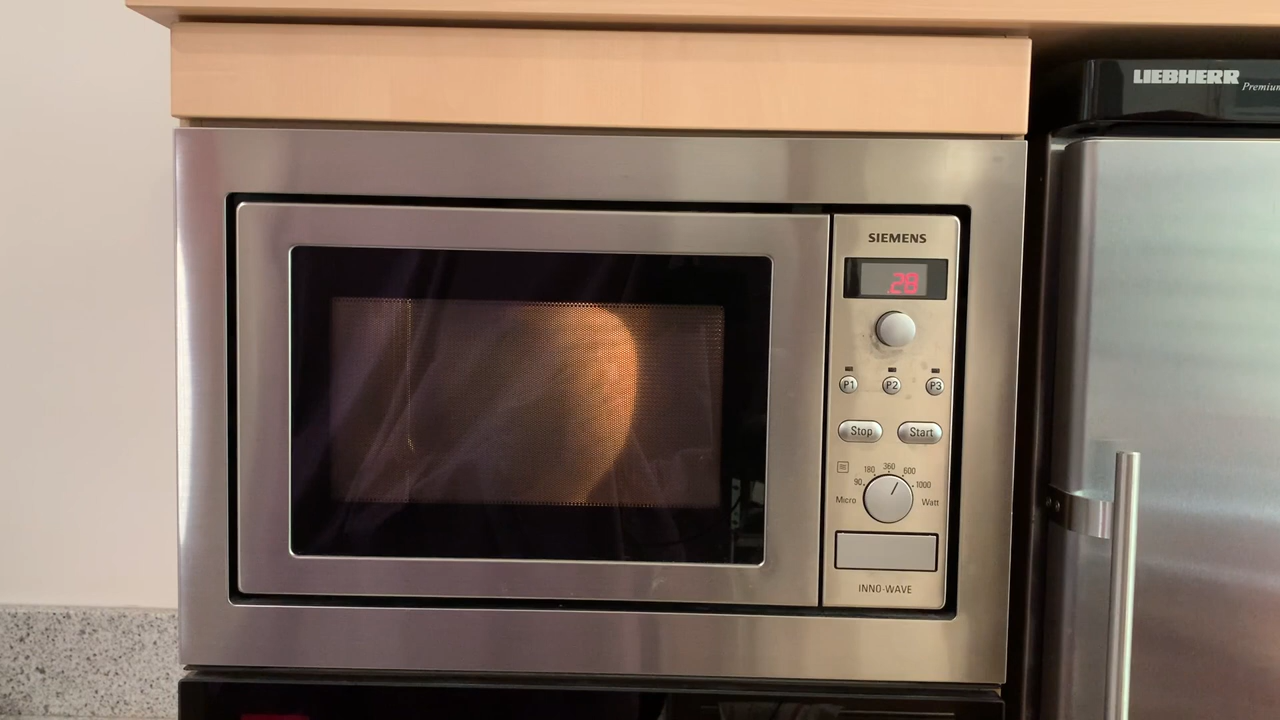 LIEBHERR
Premium
SIEMENS
.28
P1 P2 P3
Stop Start
90 180 360 600 1000
Micro Watt
INNO-WAVE